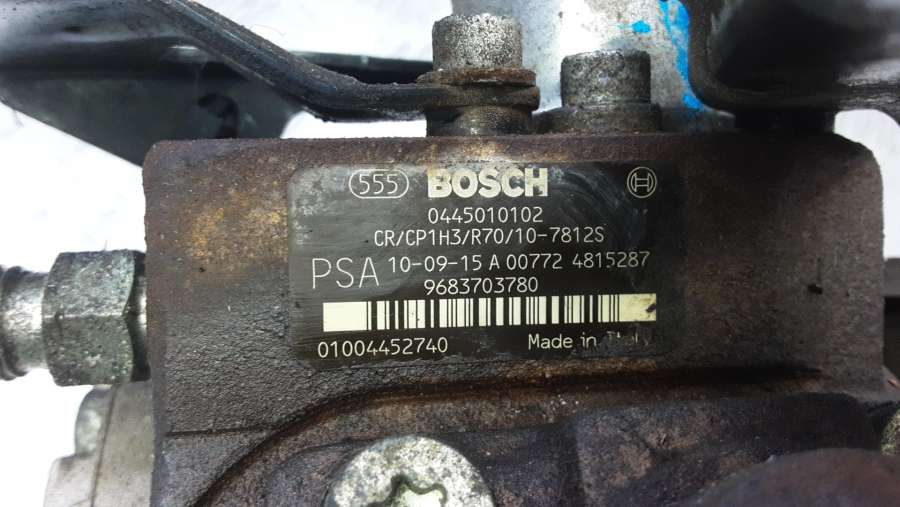 555 BOSCH
0445010102
CR/CP1H3/R70/10-7812S
PSA 10-09-15 A 00772 4815287
9683703780
01004452740 Made in Italy